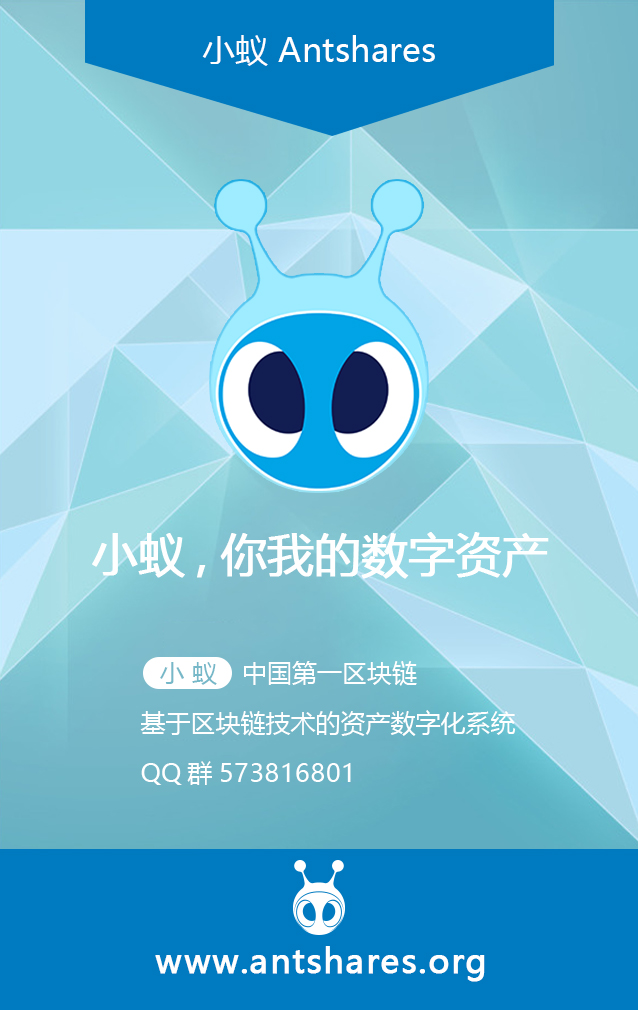 小蚁 Antshares
小蚁 , 你我的数字资产
小 蚁 中国第一区块链
基于区块链技术的资产数字化系统
QQ 群 573816801
www.antshares.org